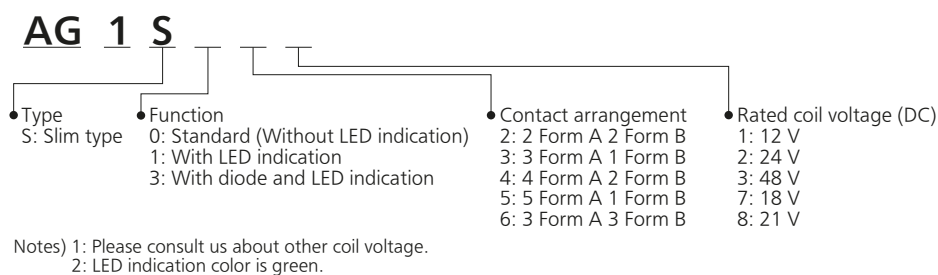 AG 1 S
Type
S: Slim type
Function
0: Standard (Without LED indication)
1: With LED indication
3: With diode and LED indication
Contact arrangement
2: 2 Form A 2 Form B
3: 3 Form A 1 Form B
4: 4 Form A 2 Form B
5: 5 Form A 1 Form B
6: 3 Form A 3 Form B
Rated coil voltage (DC)
1: 12 V
2: 24 V
3: 48 V
7: 18 V
8: 21 V
Notes) 1: Please consult us about other coil voltage.
2: LED indication color is green.